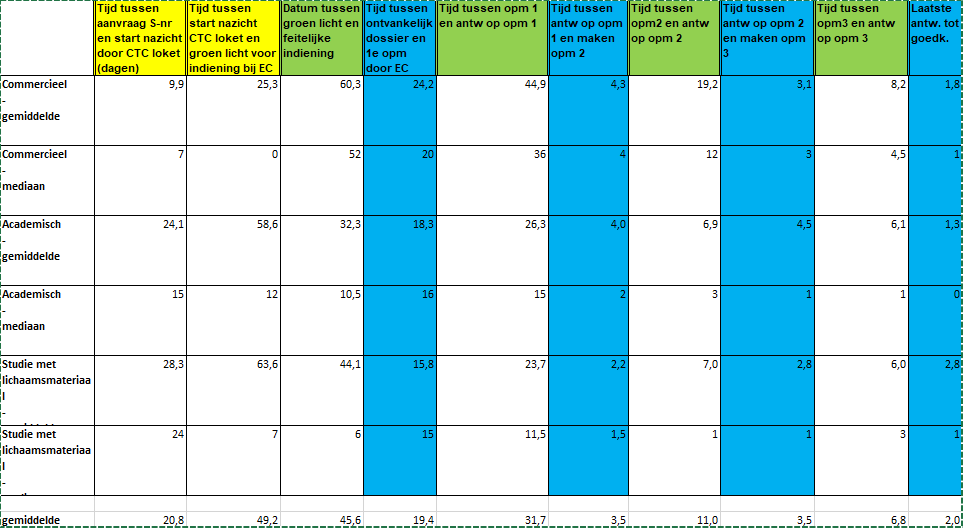 Tijd tussen aanvraag S-nr en start nazicht door CTC loket (dagen)
Tijd tussen start nazicht CTC loket en groen licht voor indiening bij EC
Datum tussen groen licht en feitelijke indiening
Tijd tussen ontvankelijk dossier en 1e opm door EC
Tijd tussen opm 1 en antw op opm 1
Tijd tussen antw op opm 1 en maken opm 2
Tijd tussen opm2 en antw op opm 2
Tijd tussen antw op opm 2 en maken opm 3
Tijd tussen opm3 en antw op opm 3
Laatste antw. tot goedk.
Commercieel - gemiddelde 9,9 25,3 60,3 24,2 44,9 4,3 19,2 3,1 8,2 1,8
Commercieel - mediaan 7 0 52 20 36 4 12 3 4,5 1
Academisch - gemiddelde 24,1 58,6 32,3 18,3 26,3 4,0 6,9 4,5 6,1 1,3
Academisch - mediaan 15 12 10,5 16 15 2 3 1 1 0
Studie met lichaamsmateriaal - 28,3 63,6 44,1 15,8 23,7 2,2 7,0 2,8 6,0 2,8
Studie met lichaamsmateriaal - 24 7 6 15 11,5 1,5 1 1 3 1
gemiddelde 20,8 49,2 45,6 19,4 31,7 3,5 11,0 3,5 6,8 2,0